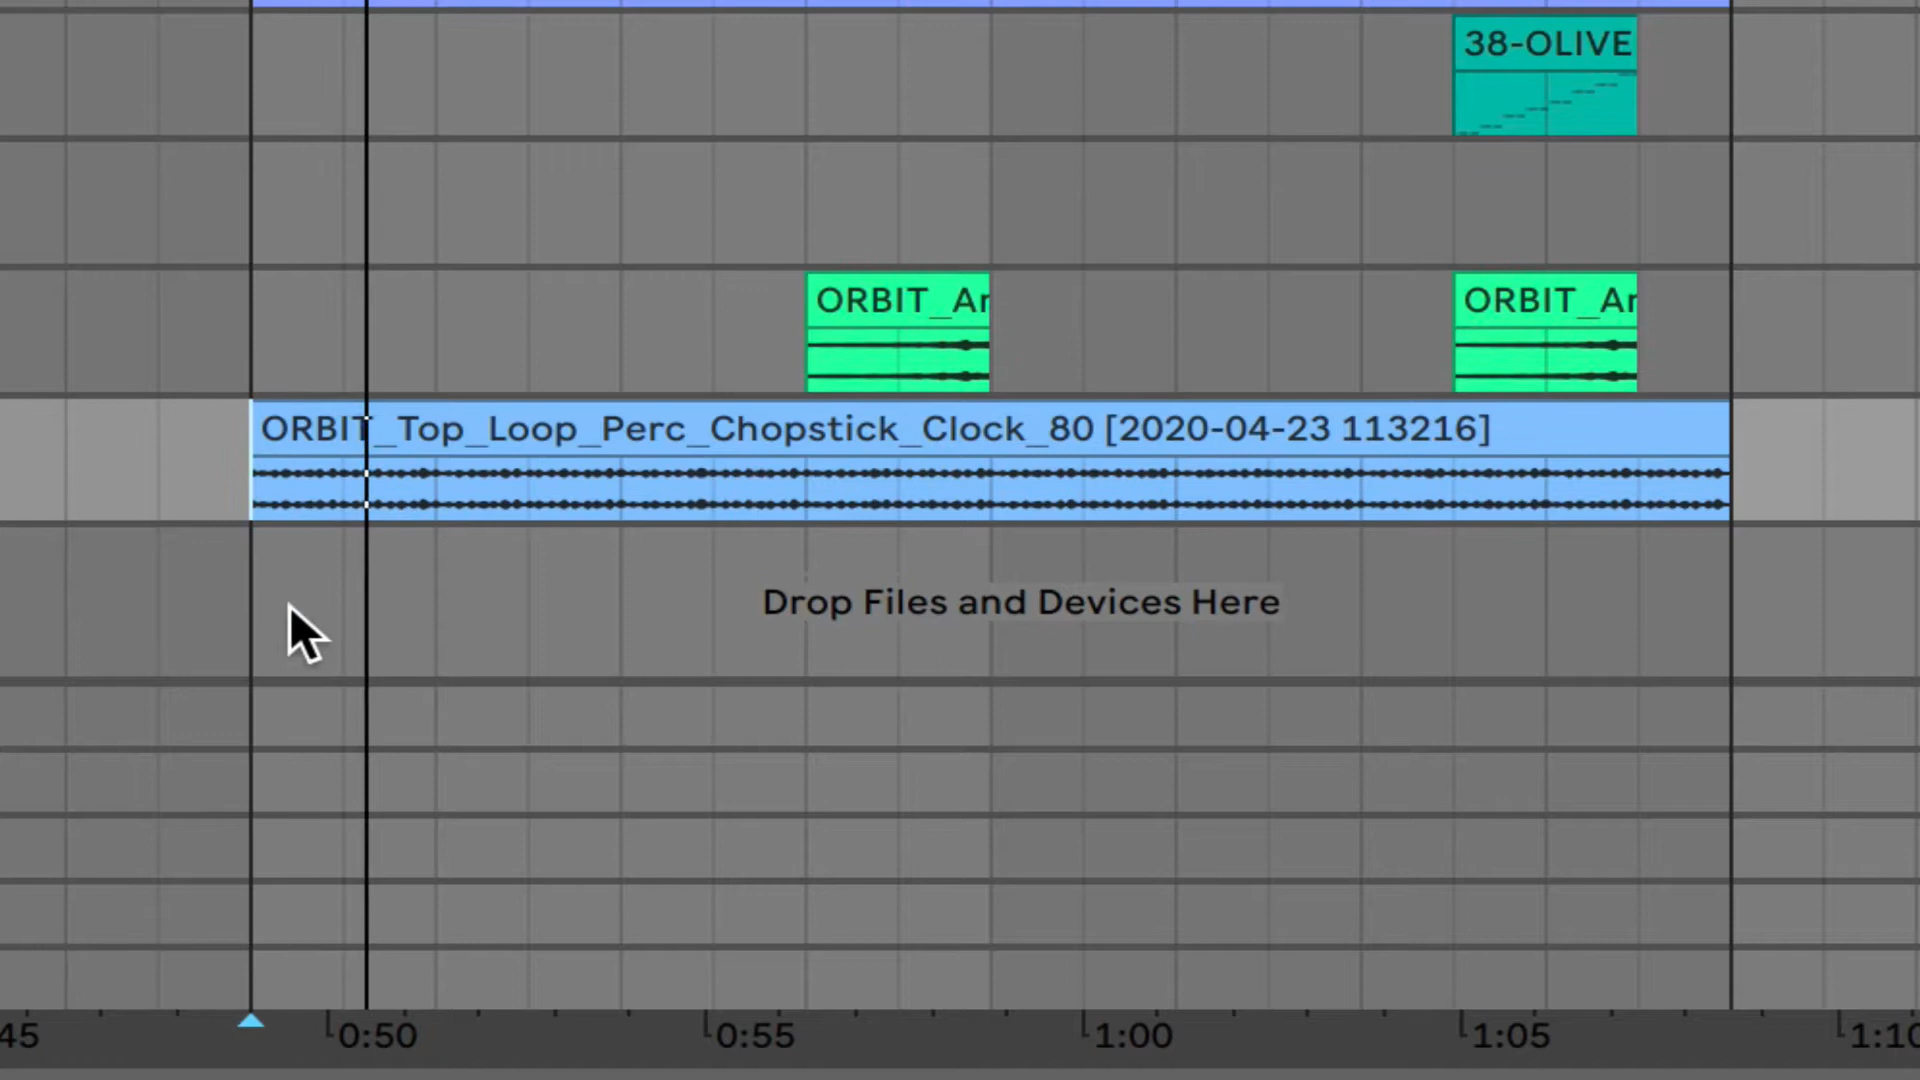 38-OLIVE
ORBIT_Ar
ORBIT_Ar
ORBIT_Top_Loop_Perc_Chopstick_Clock_80 [2020-04-23 113216]
Drop Files and Devices Here
45
0:50
0:55
1:00
1:05
1:10